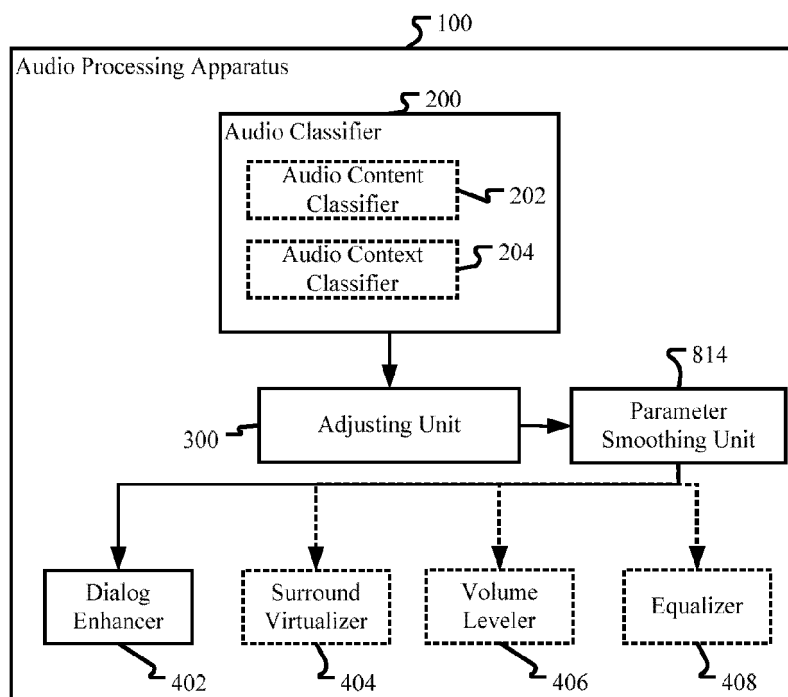 100
Audio Processing Apparatus
200
Audio Classifier
Audio Content
Classifier
202
Audio Context
Classifier
204
814
300
Adjusting Unit
Parameter
Smoothing Unit
Dialog
Enhancer
Surround
Virtualizer
Volume
Leveler
Equalizer
402
404
406
408